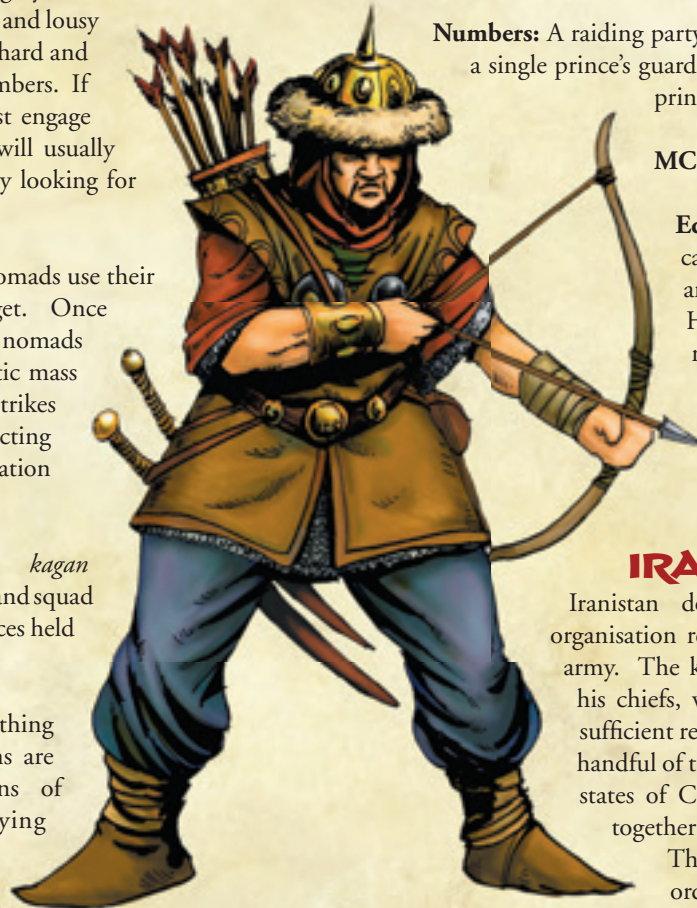 and lousy
hard and
mbers. If
st engage
will usually
y looking for
omads use their
get. Once
nomads
tic mass
trikes
cting
ation
kagan
and squad
ces held
thing
ns are
ns of
ying
Numbers: A raiding party
a single prince's guard
prin
MC
Ec
ca
an
H
n
IRA
Iranistan de
organisation re
army. The k
his chiefs, w
sufficient re
handful of t
states of C
together
Th
ord